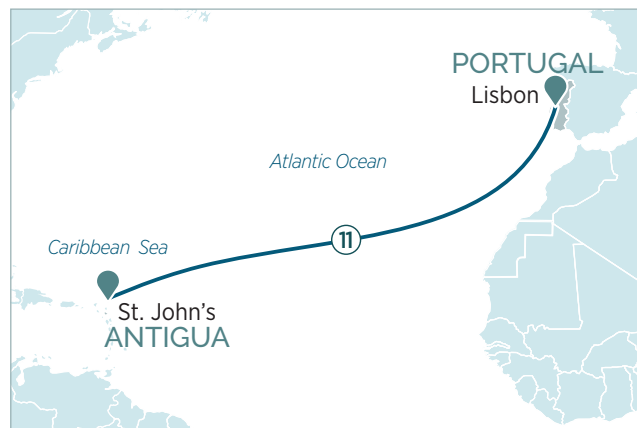 PORTUGAL
Lisbon
Atlantic Ocean
11
Caribbean Sea
St. John’s
ANTIGUA